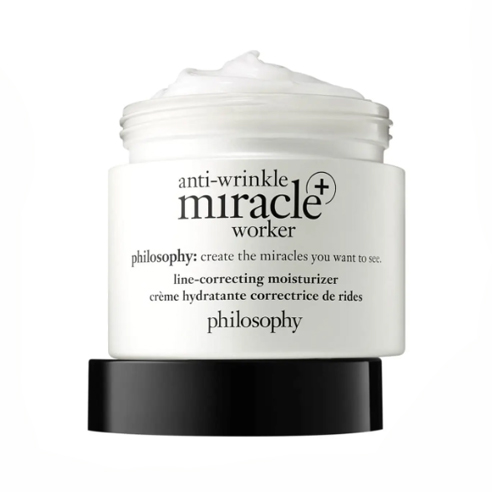 anti-wrinkle
miracle+
worker
philosophy: create the miracles you want to see.
line-correcting moisturizer
crème hydratante correctrice de rides
philosophy